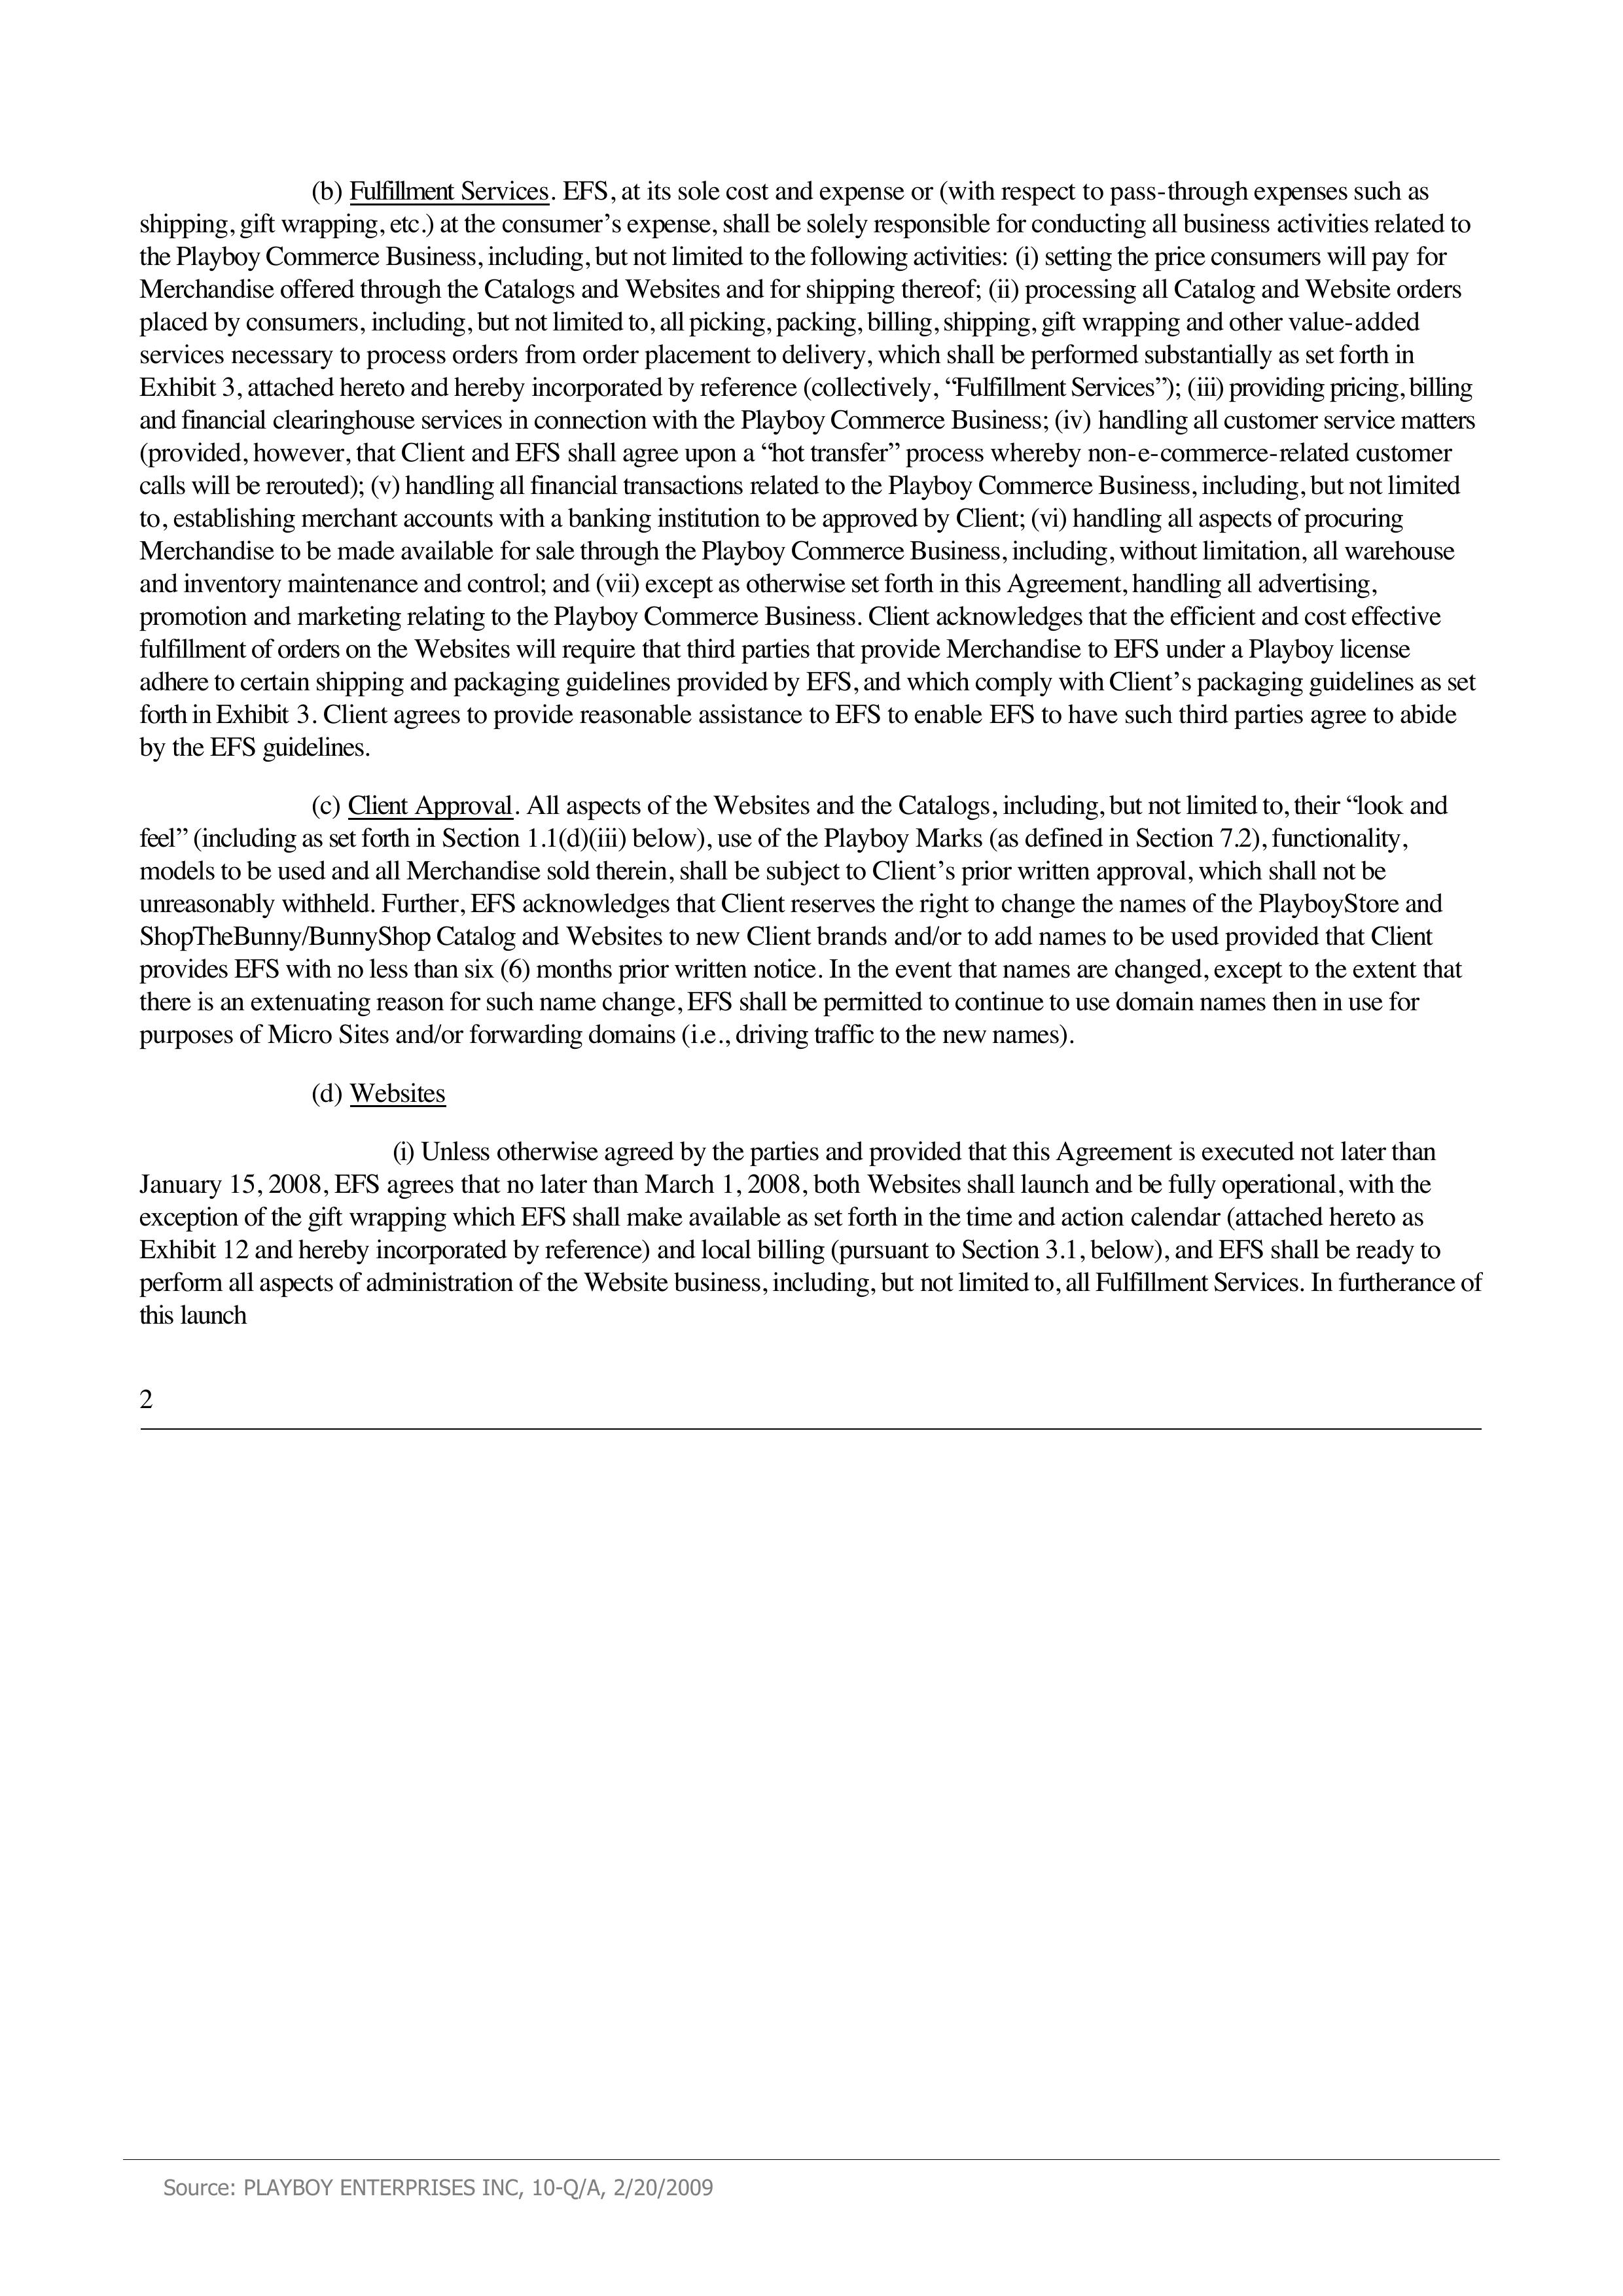 (b) Fulfillment Services. EFS, at its sole cost and expense or (with respect to pass-through expenses such as
shipping, gift wrapping, etc.) at the consumer’s expense, shall be solely responsible for conducting all business activities related to
the Playboy Commerce Business, including, but not limited to the following activities: (i) setting the price consumers will pay for
Merchandise offered through the Catalogs and Websites and for shipping thereof; (ii) processing all Catalog and Website orders
placed by consumers, including, but not limited to, all picking, packing, billing, shipping, gift wrapping and other value-added
services necessary to process orders from order placement to delivery, which shall be performed substantially as set forth in
Exhibit 3, attached hereto and hereby incorporated by reference (collectively, “Fulfillment Services”); (iii) providing pricing, billing
and financial clearinghouse services in connection with the Playboy Commerce Business; (iv) handling all customer service matters
(provided, however, that Client and EFS shall agree upon a “hot transfer” process whereby non-e-commerce-related customer
calls will be rerouted); (v) handling all financial transactions related to the Playboy Commerce Business, including, but not limited
to, establishing merchant accounts with a banking institution to be approved by Client; (vi) handling all aspects of procuring
Merchandise to be made available for sale through the Playboy Commerce Business, including, without limitation, all warehouse
and inventory maintenance and control; and (vii) except as otherwise set forth in this Agreement, handling all advertising,
promotion and marketing relating to the Playboy Commerce Business. Client acknowledges that the efficient and cost effective
fulfillment of orders on the Websites will require that third parties that provide Merchandise to EFS under a Playboy license
adhere to certain shipping and packaging guidelines provided by EFS, and which comply with Client’s packaging guidelines as set
forth in Exhibit 3. Client agrees to provide reasonable assistance to EFS to enable EFS to have such third parties agree to abide
by the EFS guidelines.
(c) Client Approval. All aspects of the Websites and the Catalogs, including, but not limited to, their “look and
feel” (including as set forth in Section 1.1(d)(iii) below), use of the Playboy Marks (as defined in Section 7.2), functionality,
models to be used and all Merchandise sold therein, shall be subject to Client’s prior written approval, which shall not be
unreasonably withheld. Further, EFS acknowledges that Client reserves the right to change the names of the PlayboyStore and
ShopTheBunny/BunnyShop Catalog and Websites to new Client brands and/or to add names to be used provided that Client
provides EFS with no less than six (6) months prior written notice. In the event that names are changed, except to the extent that
there is an extenuating reason for such name change, EFS shall be permitted to continue to use domain names then in use for
purposes of Micro Sites and/or forwarding domains (i.e., driving traffic to the new names).
(d) Websites
(i) Unless otherwise agreed by the parties and provided that this Agreement is executed not later than
January 15, 2008, EFS agrees that no later than March 1, 2008, both Websites shall launch and be fully operational, with the
exception of the gift wrapping which EFS shall make available as set forth in the time and action calendar (attached hereto as
Exhibit 12 and hereby incorporated by reference) and local billing (pursuant to Section 3.1, below), and EFS shall be ready to
perform all aspects of administration of the Website business, including, but not limited to, all Fulfillment Services. In furtherance of
this launch
2
Source: PLAYBOY ENTERPRISES INC, 10-Q/A, 2/20/2009